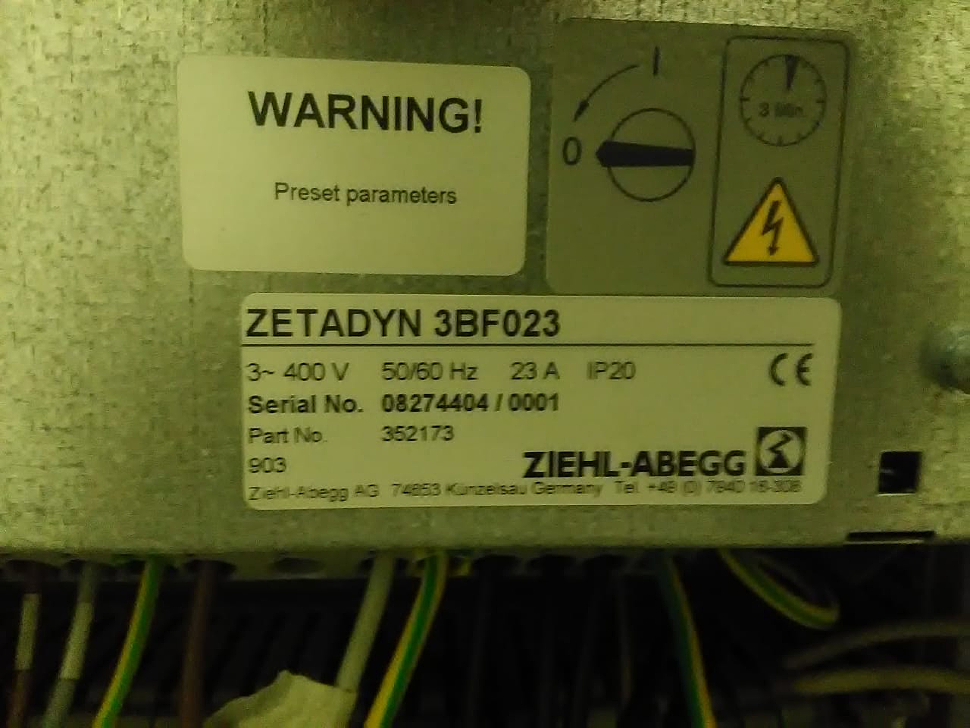 WARNING!
Preset parameters
I
0
3 Min.
ZETADYN 3BF023
3~ 400 V 50/60 Hz 23 A IP20 CE
Serial No. 08274404 / 0001
Part No. 352173
903
ZIEHL-ABEGG
Ziehl-Abegg AG 74653 Künzelsau Germany Tel. +49 (0) 7940 16-308